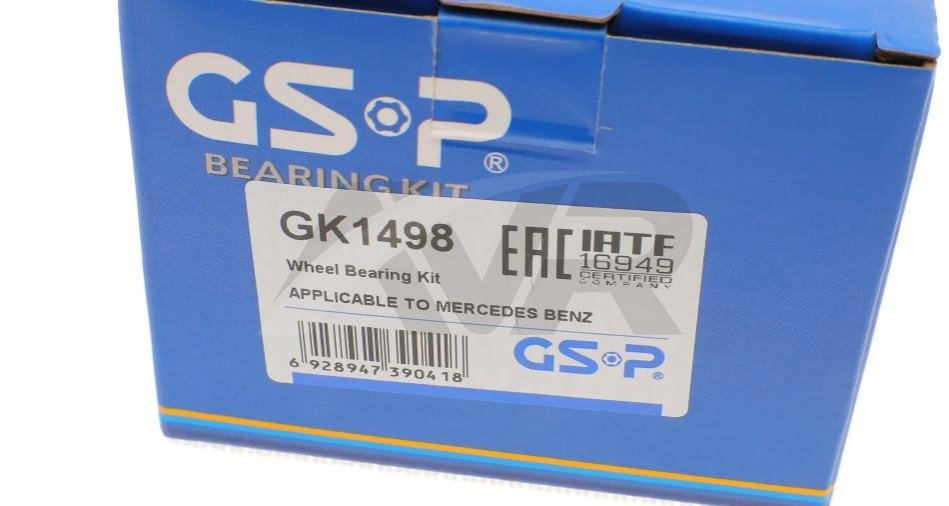 GS·P®
BEARING KIT
GK1498
Wheel Bearing Kit
APPLICABLE TO MERCEDES BENZ
EAC
IATF
16949
CERTIFIED
COMPANY
6 928947 390418
GS·P®
AVR